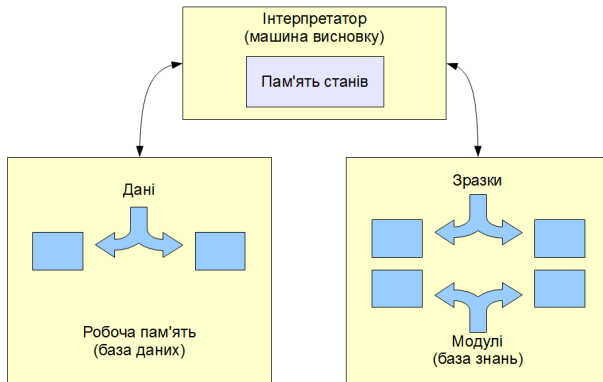 Інтерпретатор
(машина висновку)
Пам'ять станів
Дані
Робоча пам'ять
(база даних)
Зразки
Модулі
(база знань)